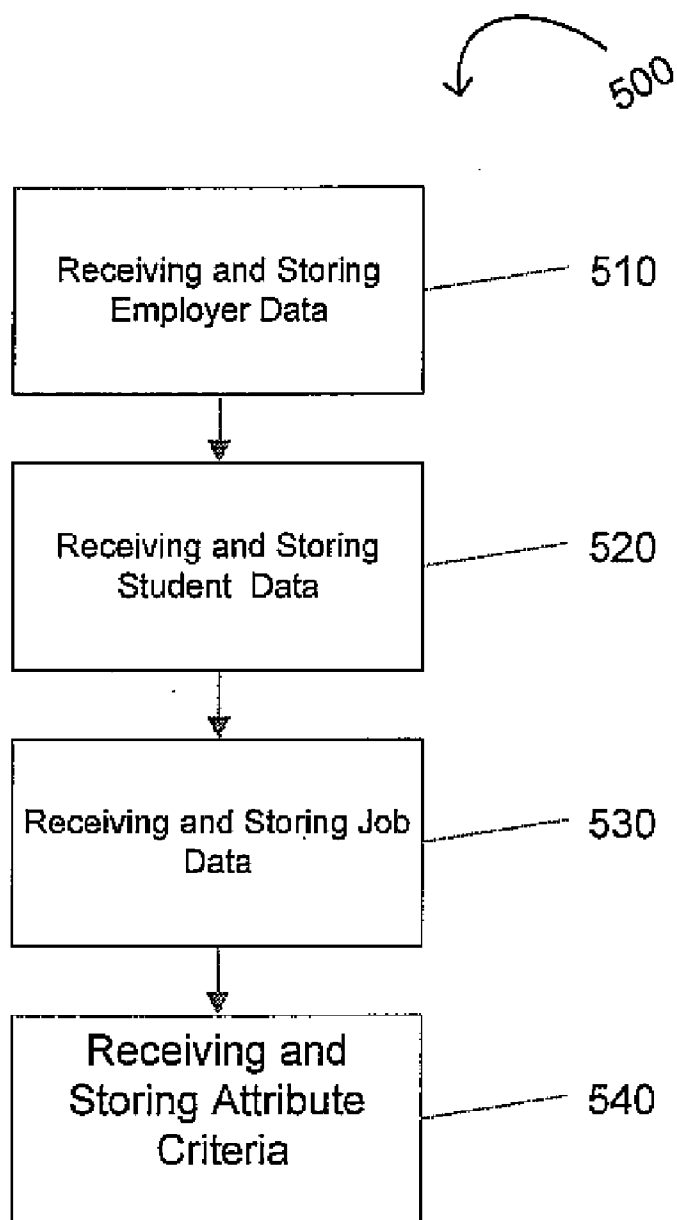 500
Receiving and Storing
Employer Data
510
Receiving and Storing
Student Data
520
Receiving and Storing Job
Data
530
Receiving and
Storing Attribute
Criteria
540